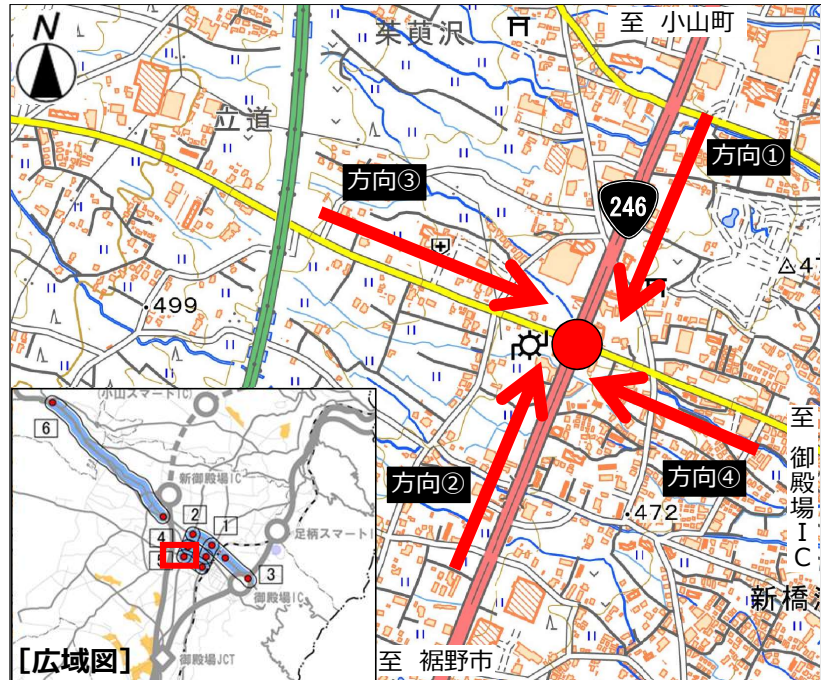 N
茱萸沢
至 小山町
立道
方向①
方向③
246
499
方向②
方向④
472
至 御殿場IC
新橋
至 裾野市
(小山スマートIC)
6
新御殿場IC
2
1
足柄スマートI
4
5
3
御殿場IC
御殿場JCT
[広域図]